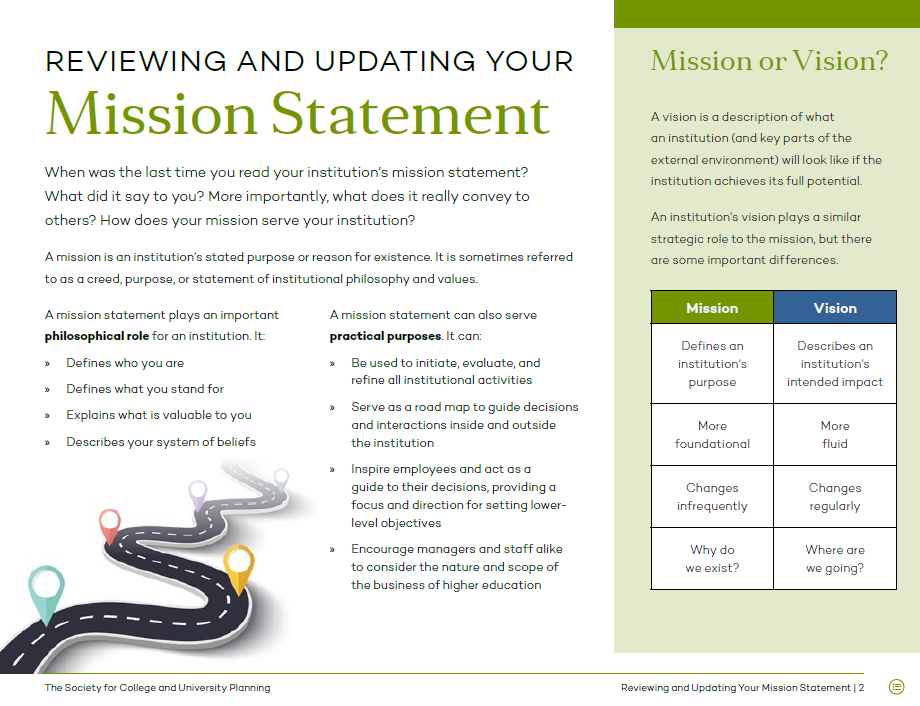 REVIEWING AND UPDATING YOUR
Mission Statement
When was the last time you read your institution's mission statement?
What did it say to you? More importantly, what does it really convey to
others? How does your mission serve your institution?
A mission is an institution's stated purpose or reason for existence. It is sometimes referred
to as a creed, purpose, or statement of institutional philosophy and values.
A mission statement plays an important
philosophical role for an institution. It:
» Defines who you are
» Defines what you stand for
» Explains what is valuable to you
» Describes your system of beliefs
A mission statement can also serve
practical purposes. It can:
» Be used to initiate, evaluate, and
refine all institutional activities
» Serve as a road map to guide decisions
and interactions inside and outside
the institution
» Inspire employees and act as a
guide to their decisions, providing a
focus and direction for setting lower-
level objectives
» Encourage managers and staff alike
to consider the nature and scope of
the business of higher education
Mission or Vision?
A vision is a description of what
an institution (and key parts of the
external environment) will look like if the
institution achieves its full potential.
An institution's vision plays a similar
strategic role to the mission, but there
are some important differences.
Mission Vision
Defines an
institution's
purpose
Describes an
institution's
intended impact
More
foundational
More
fluid
Changes
infrequently
Changes
regularly
Why do
we exist?
Where are
we going?
The Society for College and University Planning
Reviewing and Updating Your Mission Statement | 2